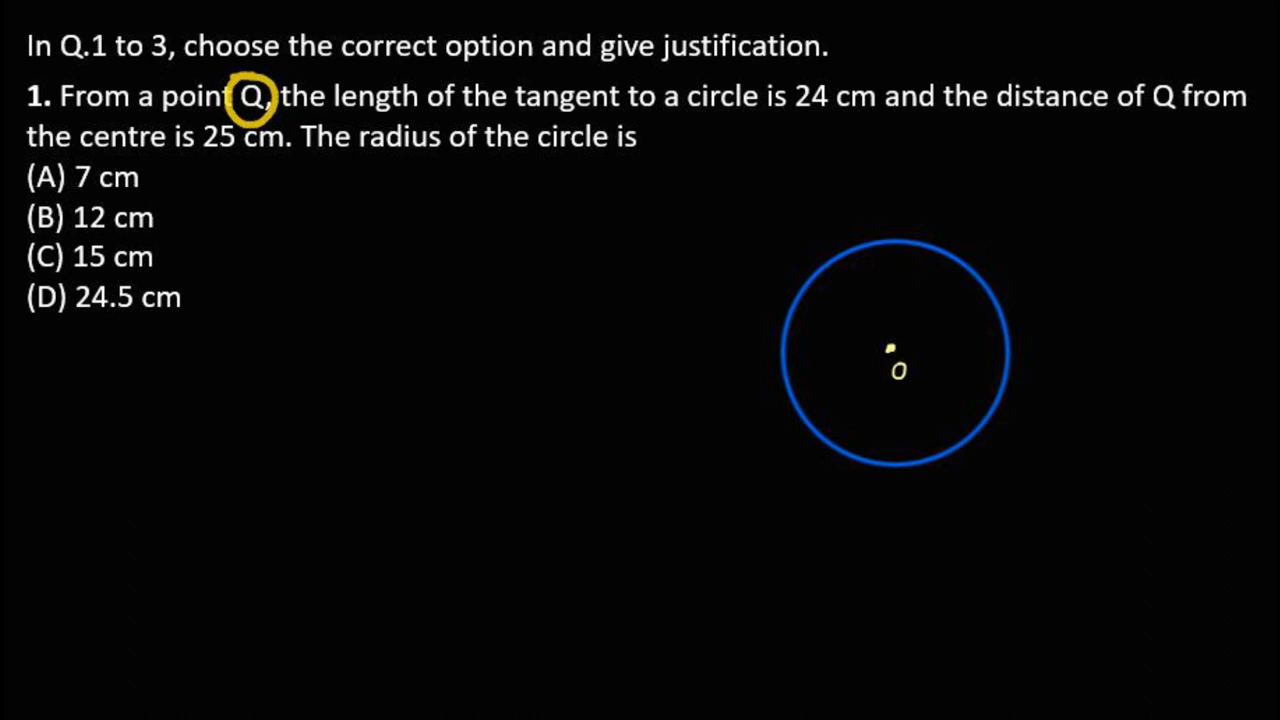 In Q.1 to 3, choose the correct option and give justification.
1. From a point Q, the length of the tangent to a circle is 24 cm and the distance of Q from
the centre is 25 cm. The radius of the circle is
(A) 7 cm
(B) 12 cm
(C) 15 cm
(D) 24.5 cm
O